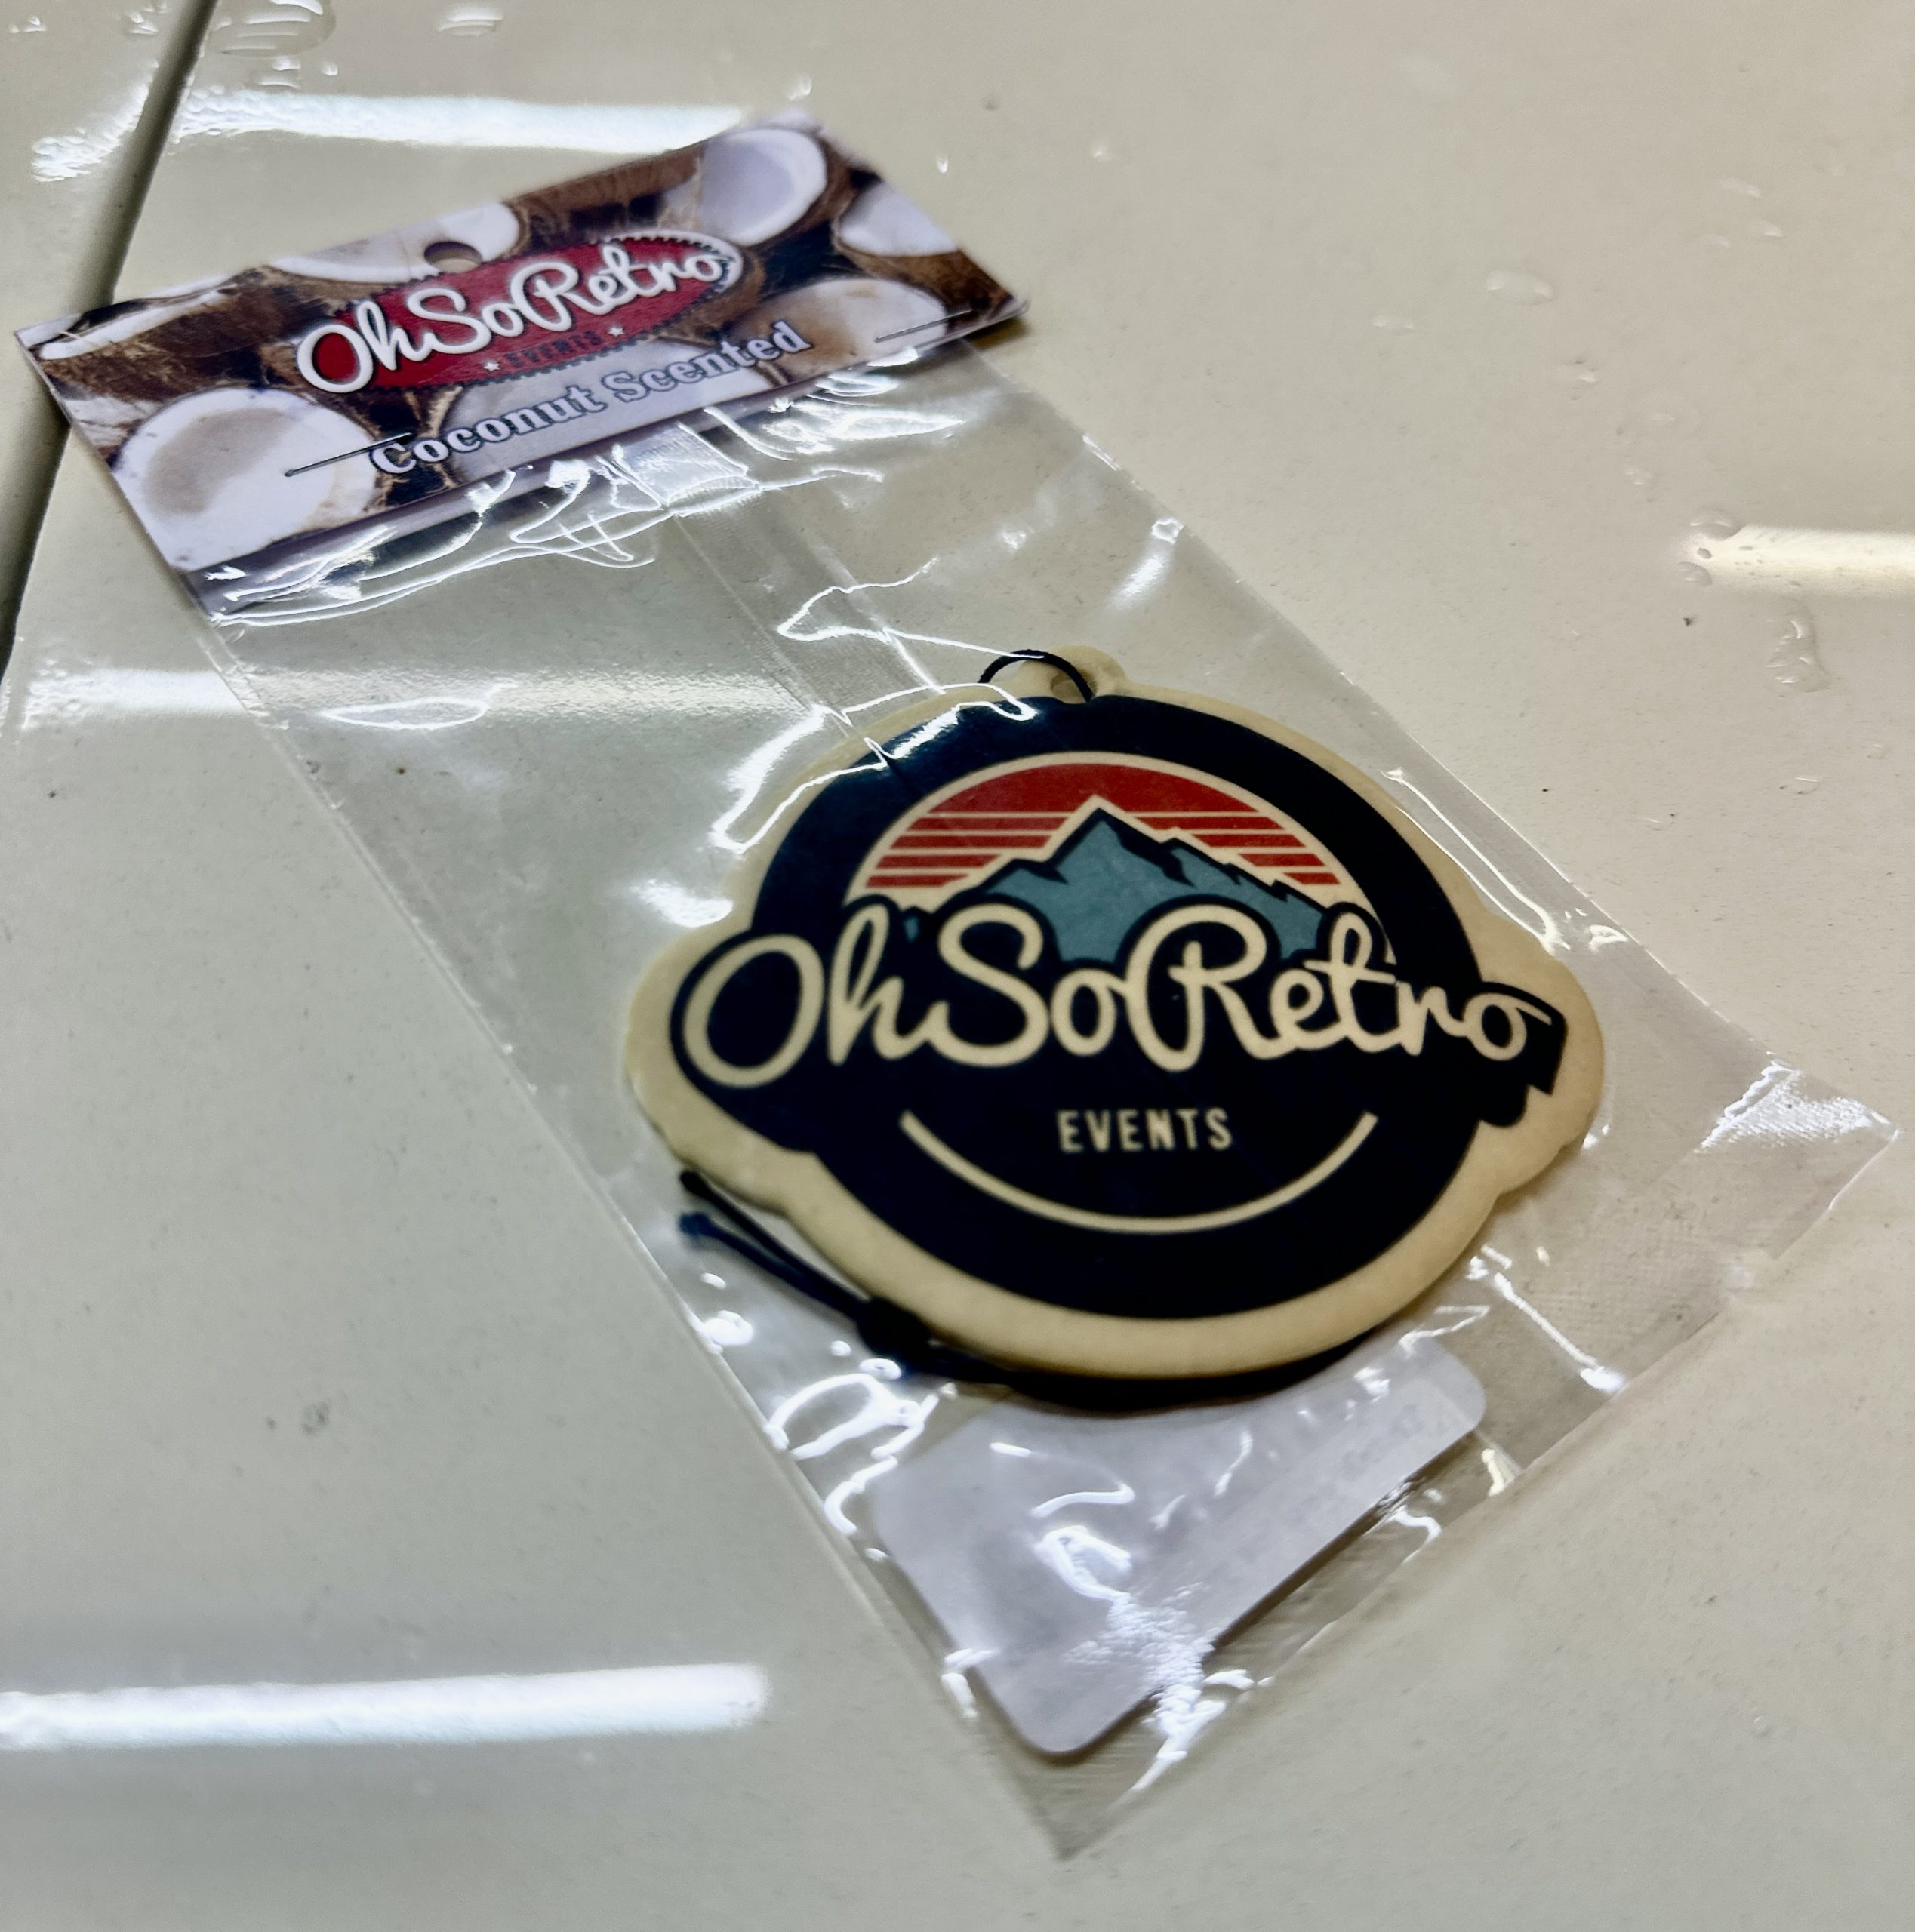 OhSoRetro
EVENTS
Coconut Scented
OhSoRetro
EVENTS